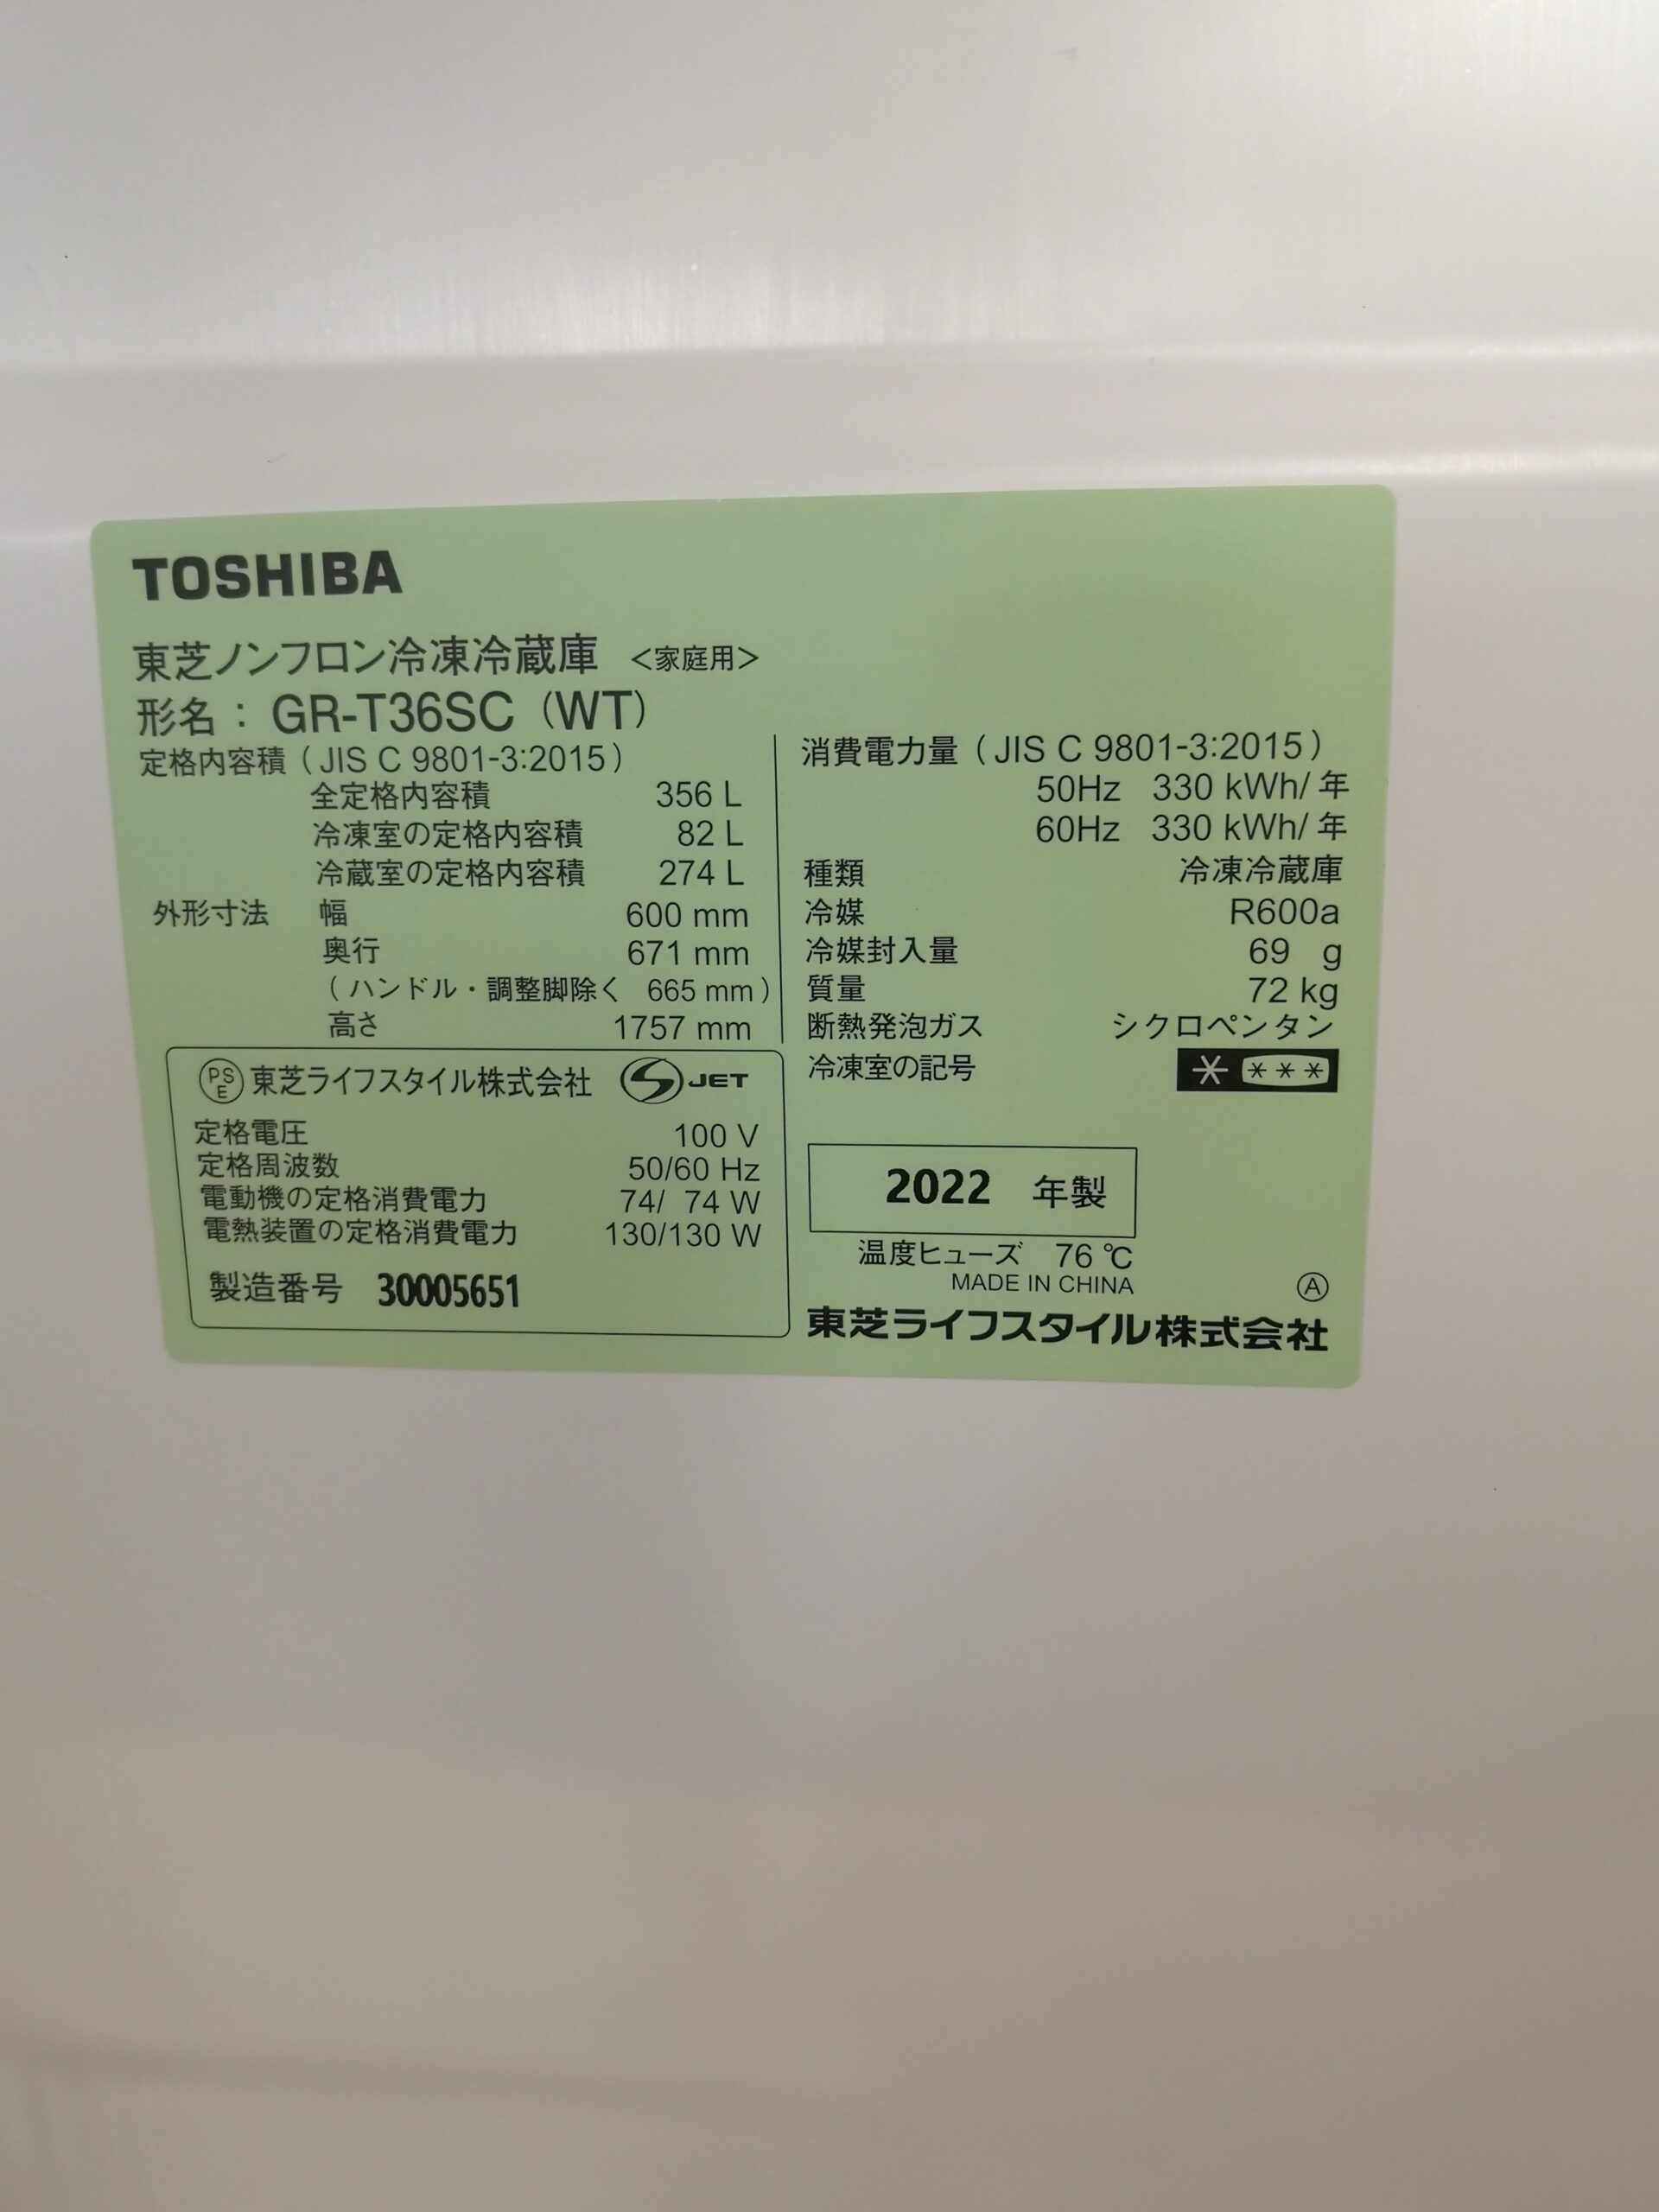 TOSHIBA
東芝ノンフロン冷凍冷蔵庫 <家庭用>
形名：GR-T36SC (WT)
定格内容積 (JIS C 9801-3:2015)
全定格内容積 356 L
冷凍室の定格内容積 82 L
冷蔵室の定格内容積 274 L
外形寸法 幅 600 mm
奥行 671 mm
(ハンドル・調整脚除く 665 mm)
高さ 1757 mm
PSE 東芝ライフスタイル株式会社 S JET
定格電圧 100 V
定格周波数 50/60 Hz
電動機の定格消費電力 74/ 74 W
電熱装置の定格消費電力 130/130 W
製造番号 30005651
消費電力量 (JIS C 9801-3:2015)
50Hz 330 kWh/年
60Hz 330 kWh/年
種類 冷凍冷蔵庫
冷媒 R600a
冷媒封入量 69 g
質量 72 kg
断熱発泡ガス シクロペンタン
冷凍室の記号 * ***
2022 年製
温度ヒューズ 76 ℃
MADE IN CHINA
Ⓐ
東芝ライフスタイル株式会社